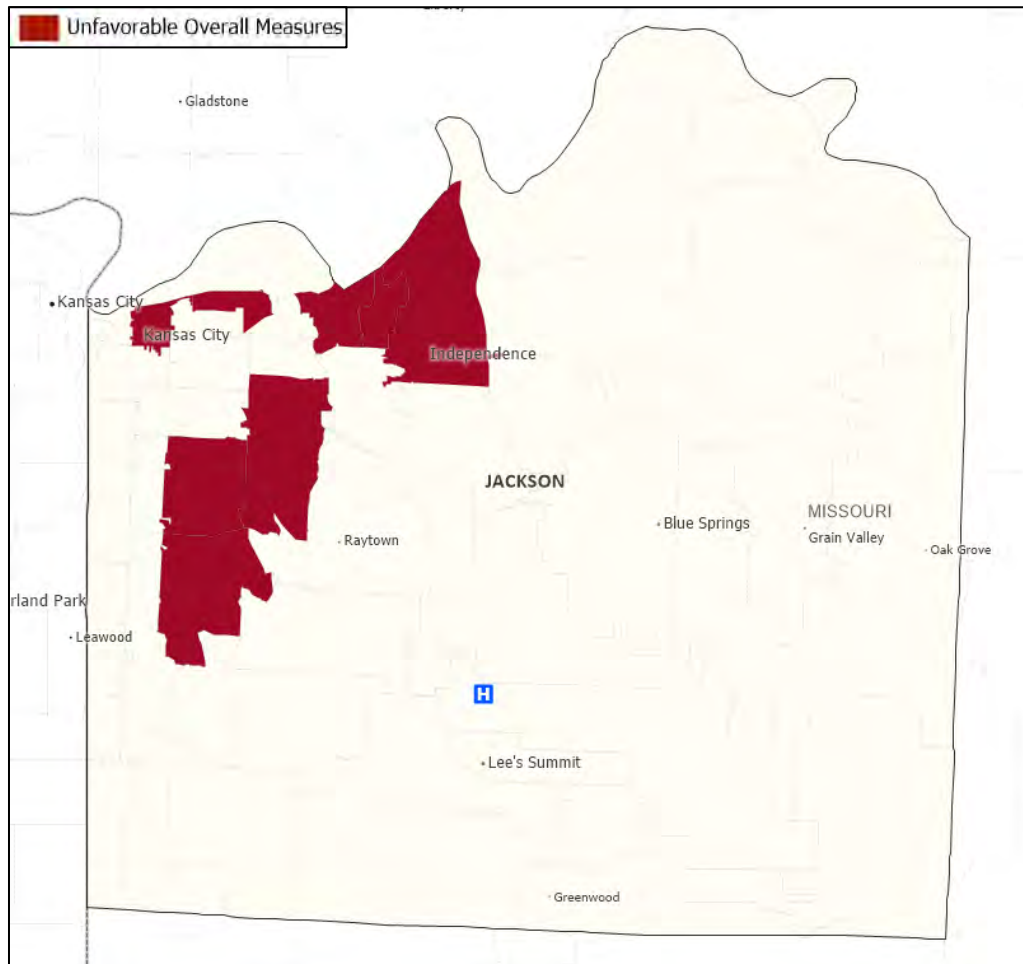 Unfavorable Overall Measures
Gladstone
Kansas City
Kansas City
Independence
JACKSON
MISSOURI
Blue Springs
Grain Valley
Raytown
Oak Grove
rland Park
Leawood
H
Lee's Summit
Greenwood